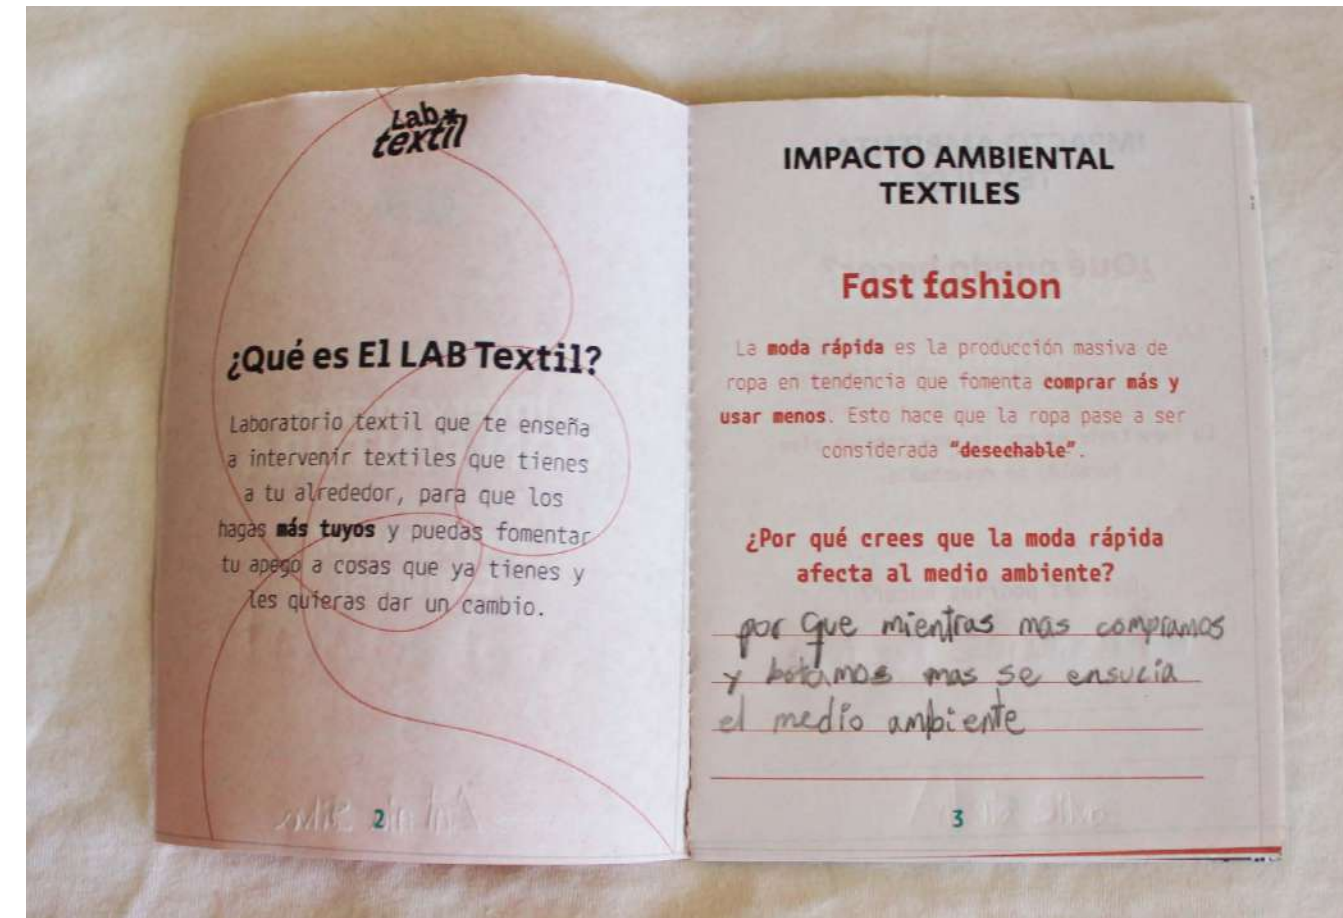 Lab*
textil
¿Qué es El LAB Textil?
Laboratorio textil que te enseña
a intervenir textiles que tienes
a tu alrededor, para que los
hagas más tuyos y puedas fomentar
tu apego a cosas que ya tienes y
les quieras dar un cambio.
2
IMPACTO AMBIENTAL
TEXTILES
Fast fashion
La moda rápida es la producción masiva de
ropa en tendencia que fomenta comprar más y
usar menos. Esto hace que la ropa pase a ser
considerada "desechable".
¿Por qué crees que la moda rápida
afecta al medio ambiente?
por que mientras mas compramos
y botamos mas se ensucia
el medio ambiente
3